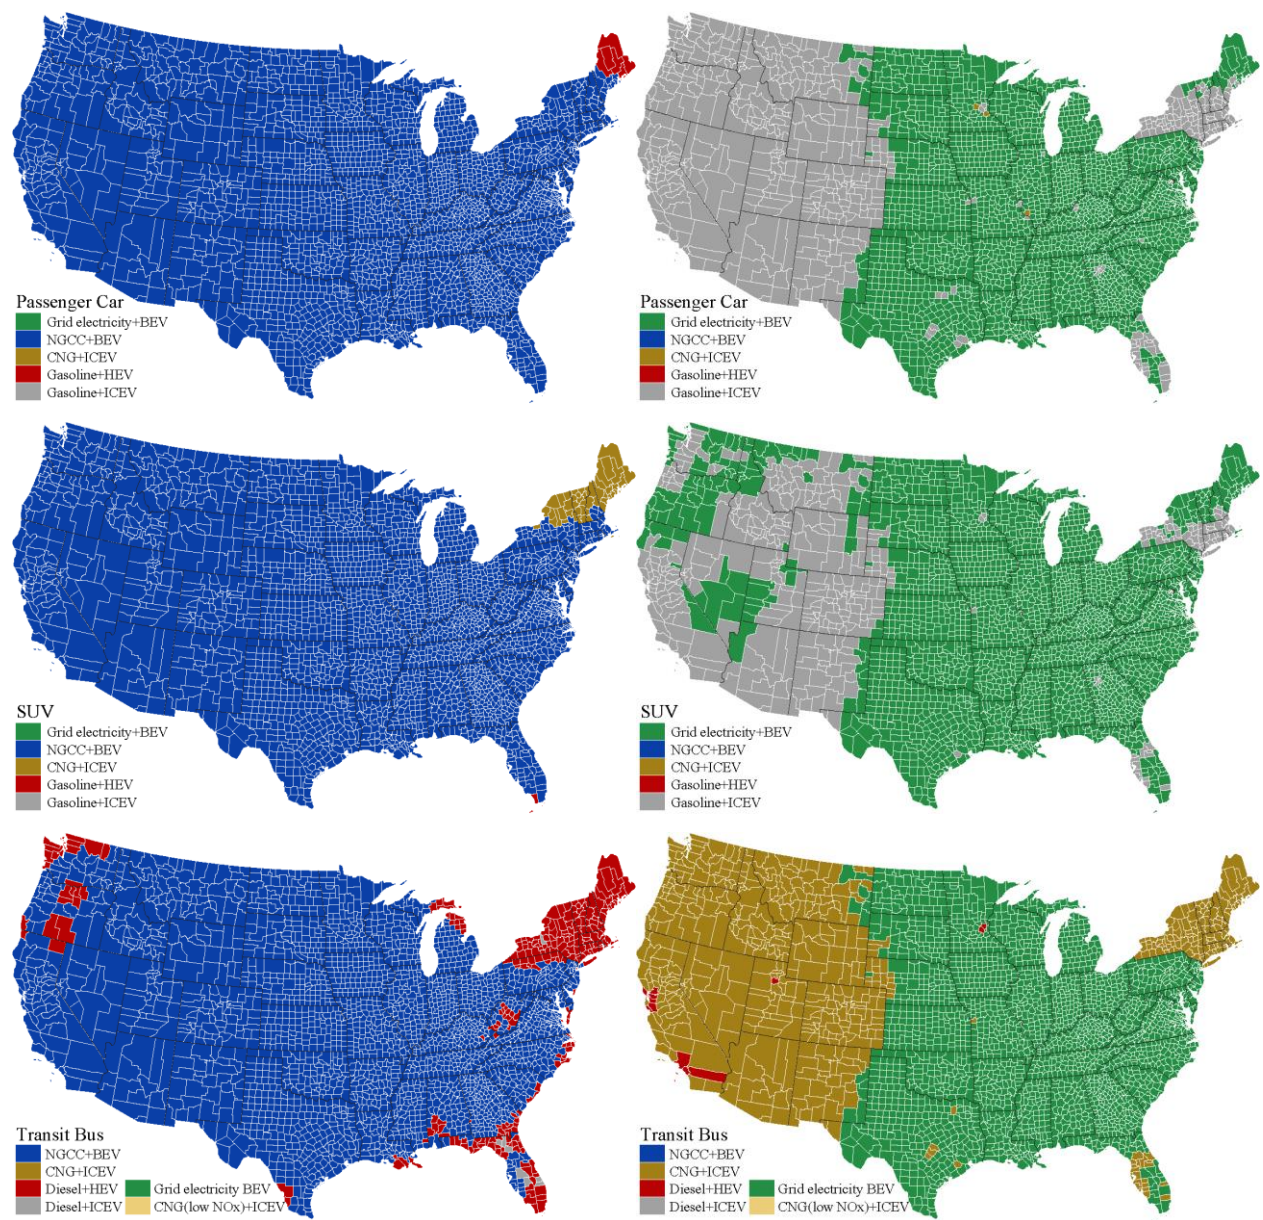 Passenger Car
Grid electricity+BEV
NGCC+BEV
CNG+ICEV
Gasoline+HEV
Gasoline+ICEV
Passenger Car
Grid electricity+BEV
NGCC+BEV
CNG+ICEV
Gasoline+HEV
Gasoline+ICEV
SUV
Grid electricity+BEV
NGCC+BEV
CNG+ICEV
Gasoline+HEV
Gasoline+ICEV
SUV
Grid electricity+BEV
NGCC+BEV
CNG+ICEV
Gasoline+HEV
Gasoline+ICEV
Transit Bus
NGCC+BEV
CNG+ICEV
Diesel+HEV Grid electricity BEV
Diesel+ICEV CNG(low NOx)+ICEV
Transit Bus
NGCC+BEV
CNG+ICEV
Diesel+HEV Grid electricity BEV
Diesel+ICEV CNG(low NOx)+ICEV